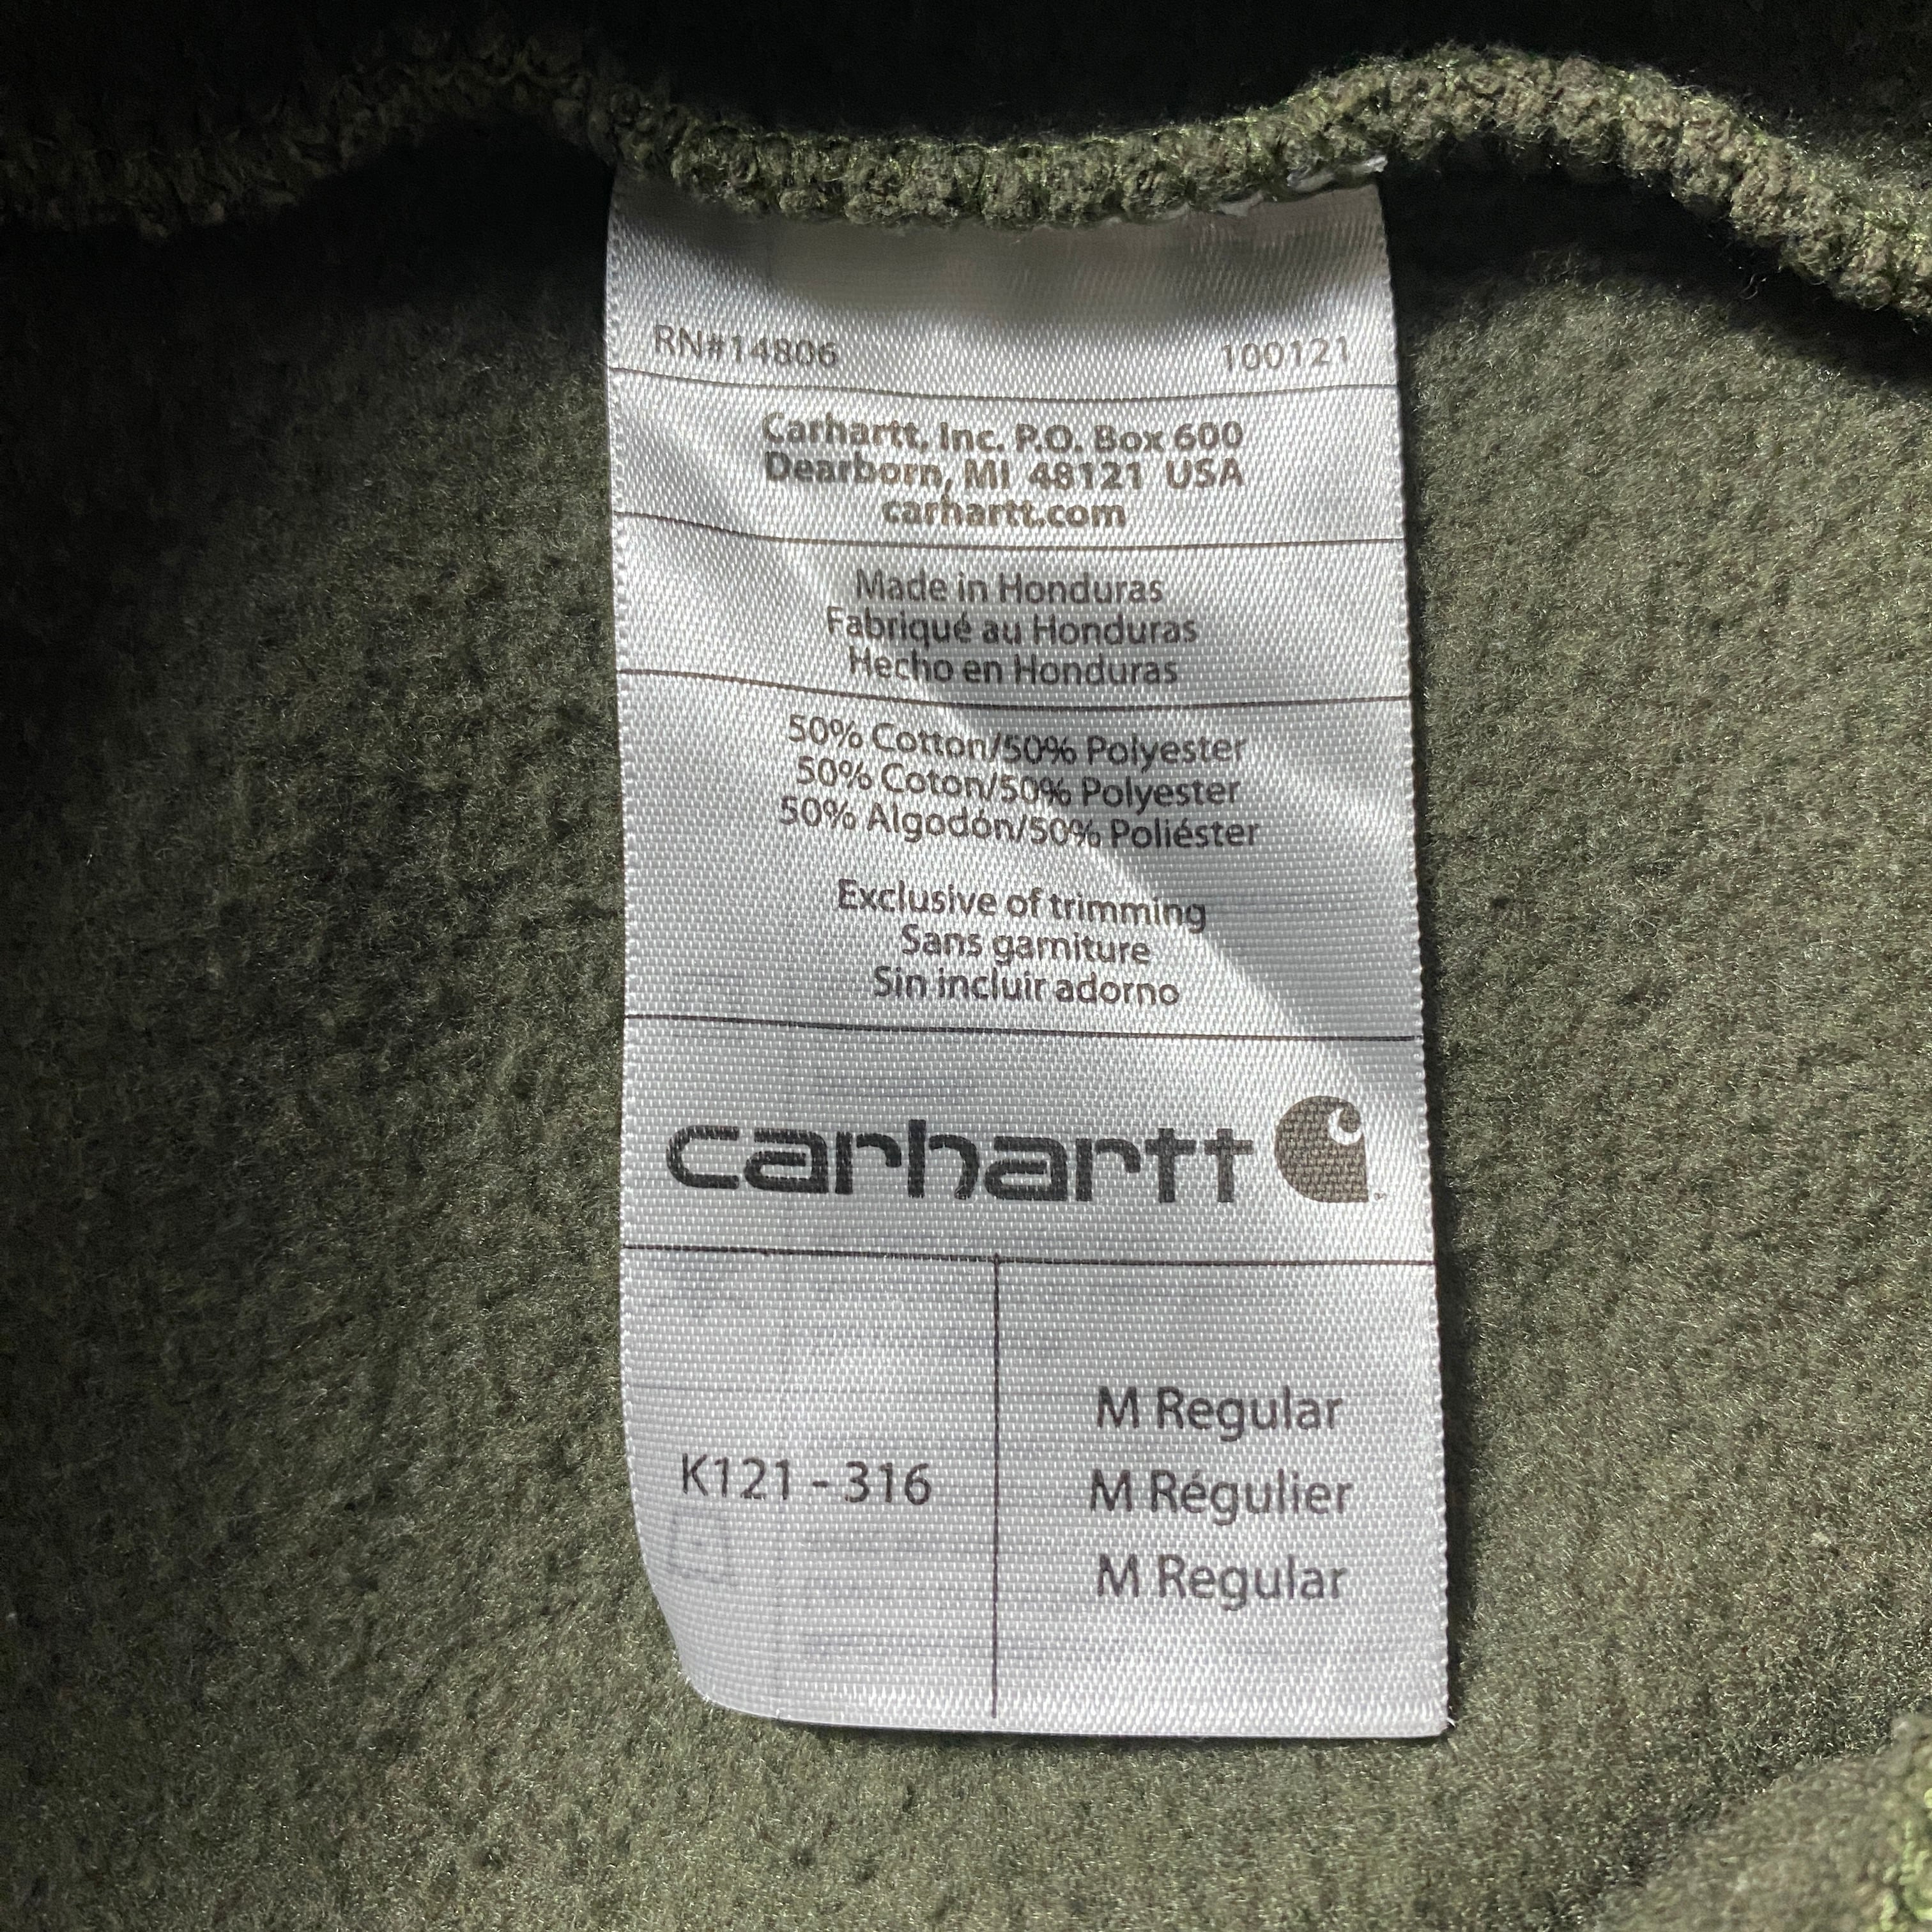 RN#14806 100121
Carhartt, Inc. P.O. Box 600
Dearborn, MI 48121 USA
carhartt.com
Made in Honduras
Fabriqué au Honduras
Hecho en Honduras
50% Cotton/50% Polyester
50% Coton/50% Polyester
50% Algodón/50% Poliéster
Exclusive of trimming
Sans garniture
Sin incluir adorno
carhartt
K121 - 316
M Regular
M Régulier
M Regular